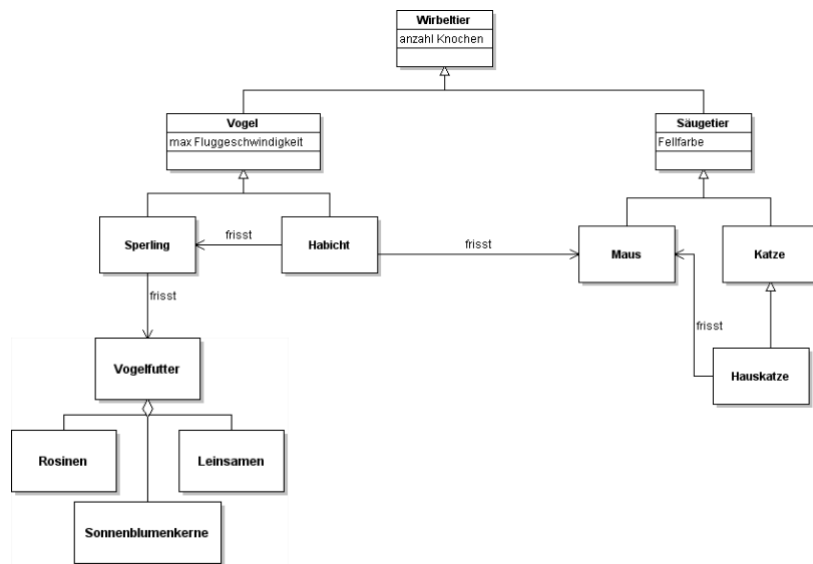 Wirbeltier
anzahl Knochen
Vogel
max Fluggeschwindigkeit
Säugetier
Fellfarbe
Sperling
frisst
Habicht
frisst
Maus
Katze
frisst
frisst
Vogelfutter
Hauskatze
Rosinen
Leinsamen
Sonnenblumenkerne